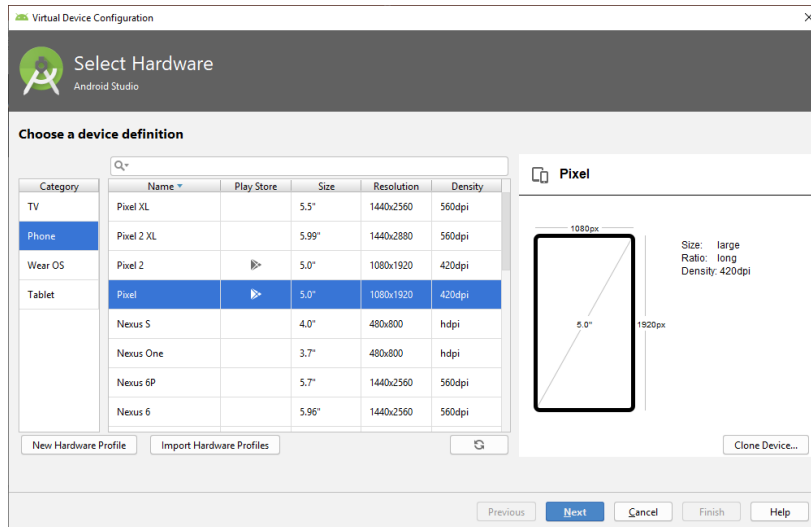 Virtual Device Configuration
Select Hardware
Android Studio
Choose a device definition
Category
TV
Phone
Wear OS
Tablet
Name Play Store Size Resolution Density
Pixel XL 5.5" 1440x2560 560dpi
Pixel 2 XL 5.99" 1440x2880 560dpi
Pixel 2 5.0" 1080x1920 420dpi
Pixel 5.0" 1080x1920 420dpi
Nexus S 4.0" 480x800 hdpi
Nexus One 3.7" 480x800 hdpi
Nexus 6P 5.7" 1440x2560 560dpi
Nexus 6 5.96" 1440x2560 560dpi
New Hardware Profile Import Hardware Profiles
Pixel
1080px
5.0"
1920px
Size: large
Ratio: long
Density: 420dpi
Clone Device...
Previous Next Cancel Finish Help